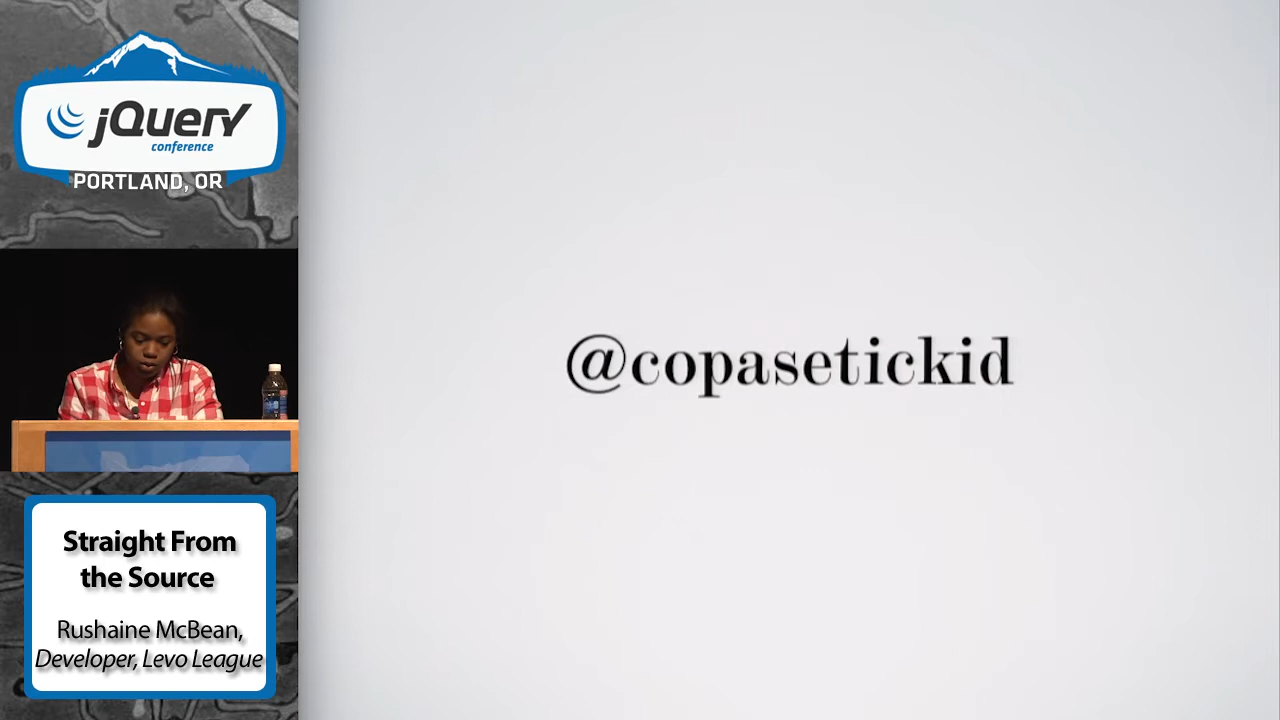 jQuery
conference
PORTLAND, OR
@copasetickid
Straight From
the Source
Rushaine McBean,
Developer, Levo League